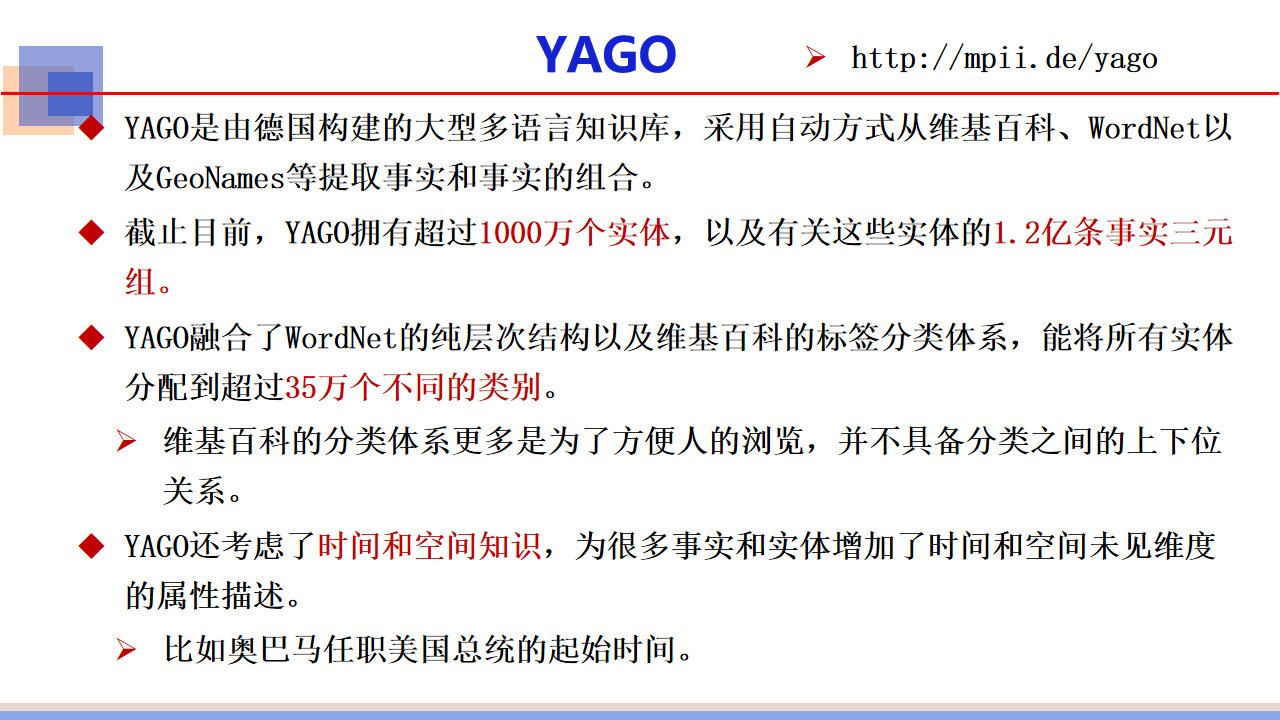 YAGO
http://mpii.de/yago
YAGO是由德国构建的大型多语言知识库，采用自动方式从维基百科、WordNet以
及GeoNames等提取事实和事实的组合。
截止目前，YAGO拥有超过1000万个实体，以及有关这些实体的1.2亿条事实三元
组。
YAGO融合了WordNet的纯层次结构以及维基百科的标签分类体系，能将所有实体
分配到超过35万个不同的类别。
维基百科的分类体系更多是为了方便人的浏览，并不具备分类之间的上下位
关系。
YAGO还考虑了时间和空间知识，为很多事实和实体增加了时间和空间未见维度
的属性描述。
比如奥巴马任职美国总统的起始时间。